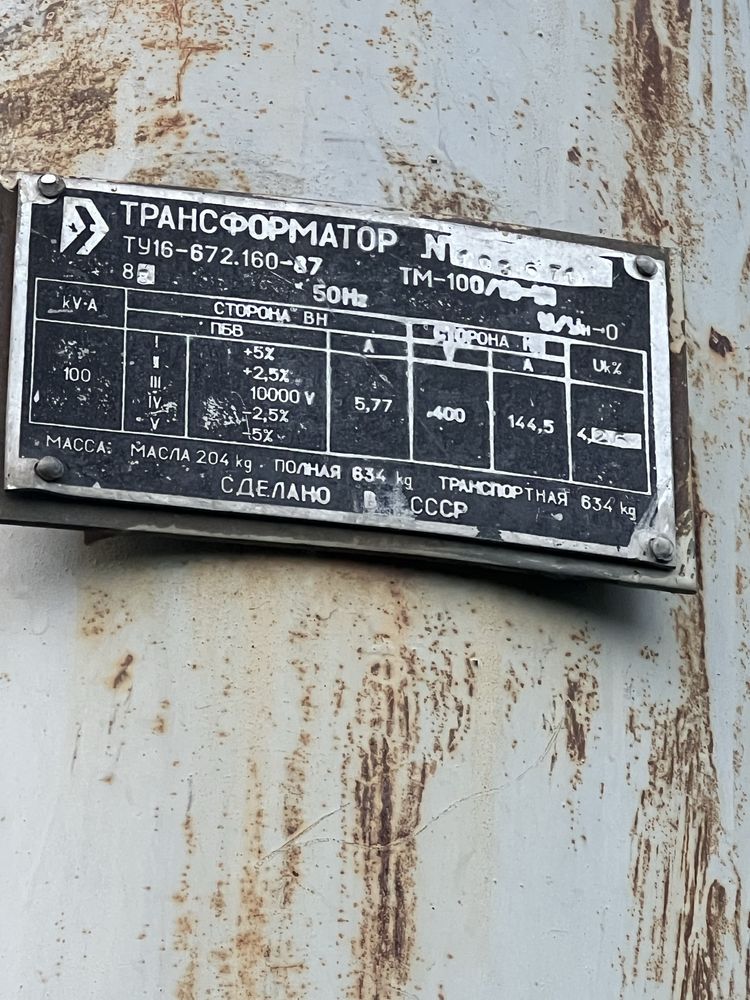 ТРАНСФОРМАТОР №
ТУ16-672.160-87 ТМ-100/
50Hz
kV·A СТОРОНА ВН СТОРОНА
ПБВ А V А Uк%
I +5%
II +2,5%
100 III 10000 V 5,77 400 144,5
IV -2,5%
V -5%
МАССА: МАСЛА 204 kg. ПОЛНАЯ 634 kg ТРАНСПОРТНАЯ 634 kg
СДЕЛАНО В СССР